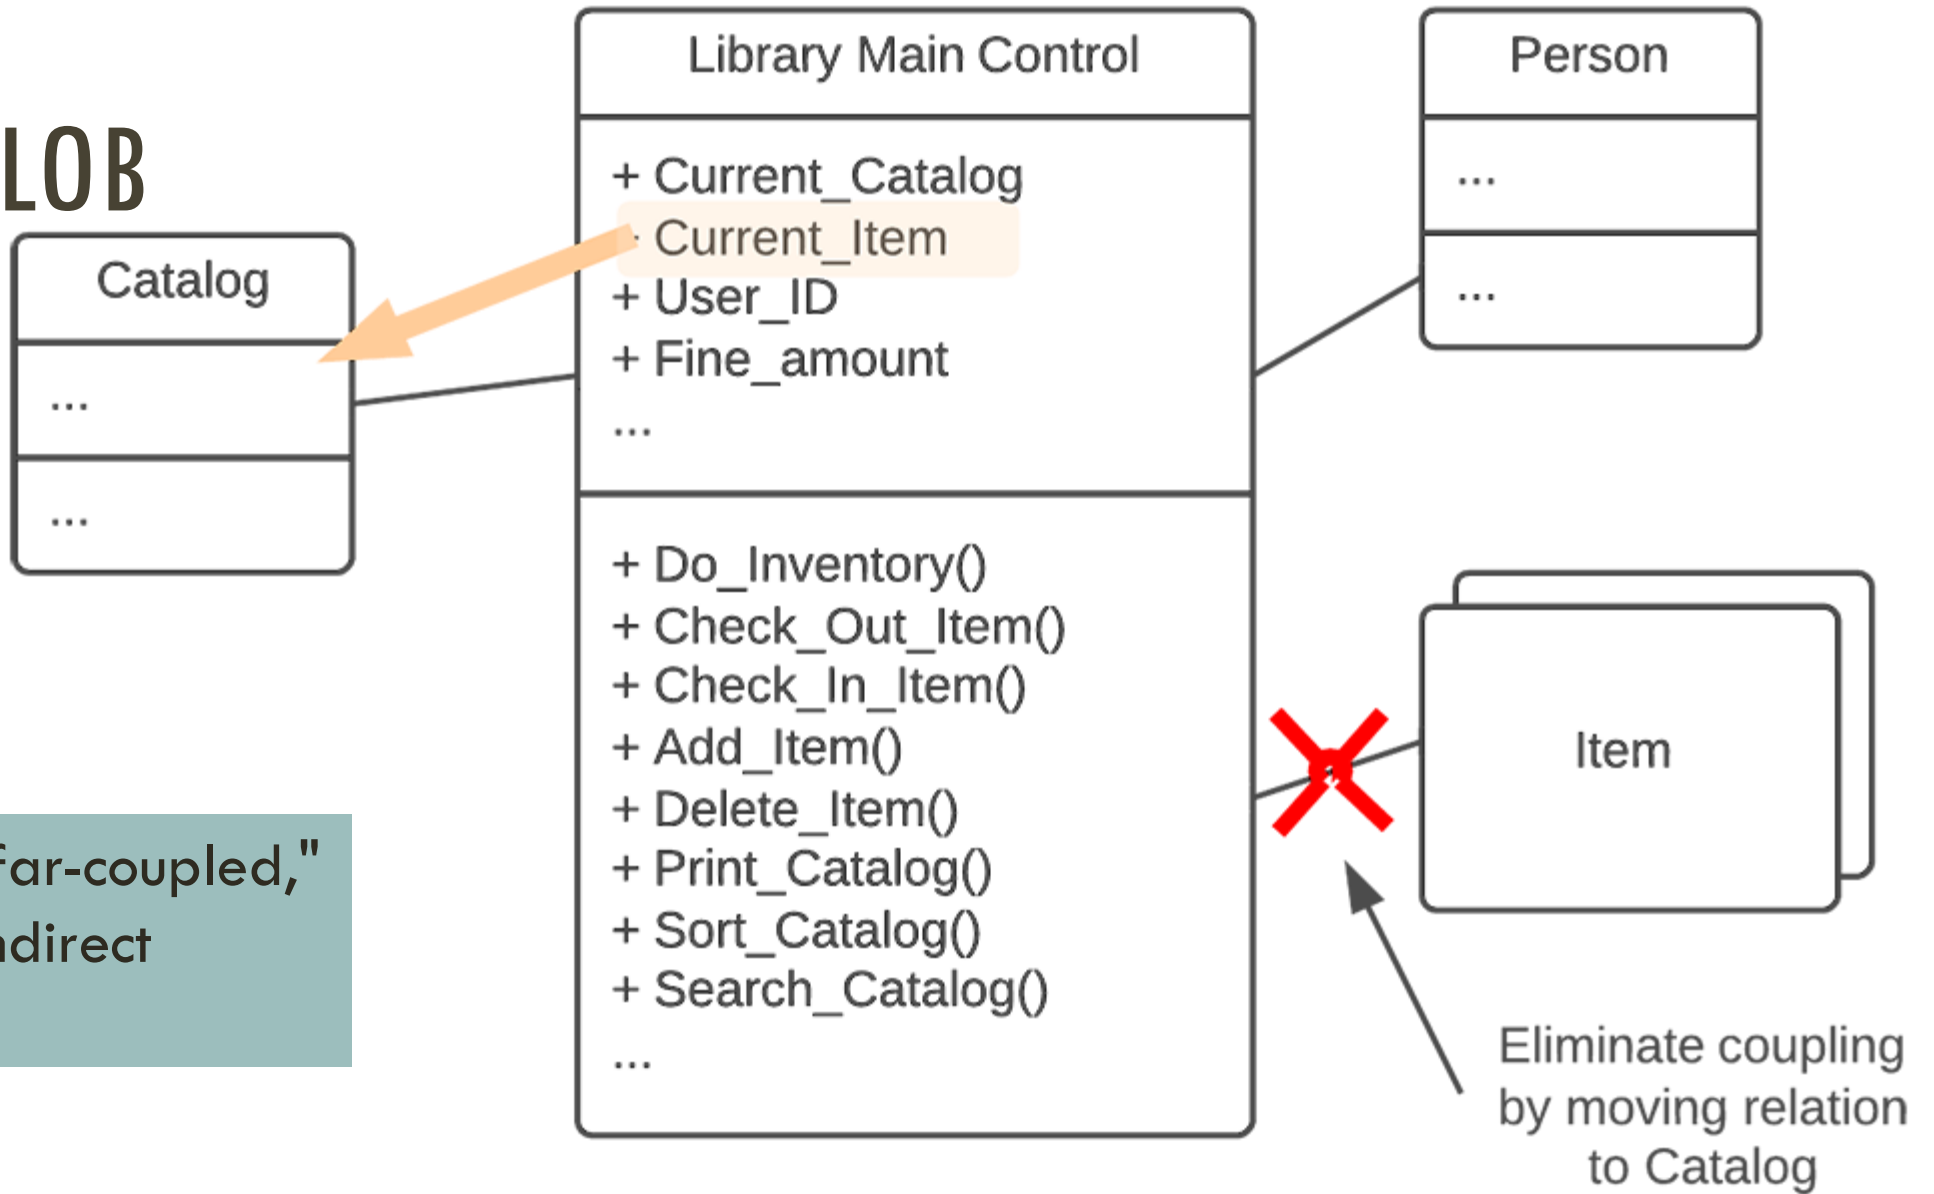 LOB
Catalog
...
...
far-coupled,"
ndirect
Library Main Control
+ Current_Catalog
Current_Item
+ User_ID
+ Fine_amount
...
+ Do_Inventory()
+ Check_Out_Item()
+ Check_In_Item()
+ Add_Item()
+ Delete_Item()
+ Print_Catalog()
+ Sort_Catalog()
+ Search_Catalog()
...
Person
...
...
Item
Eliminate coupling
by moving relation
to Catalog